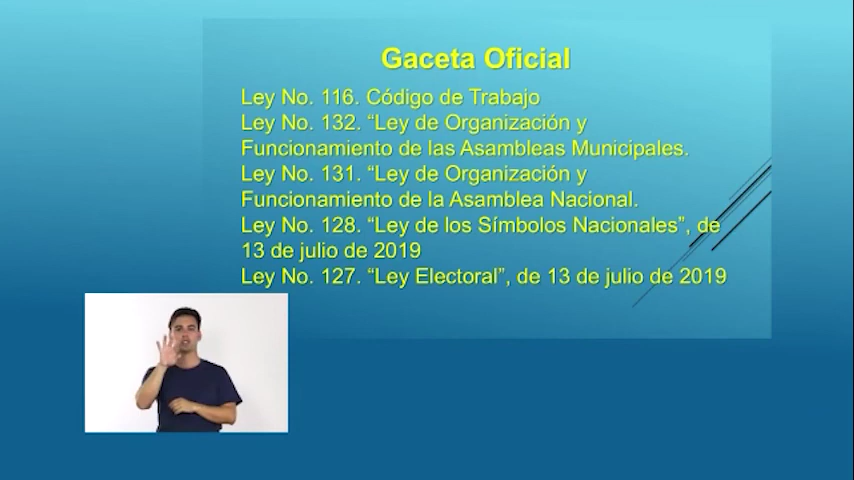 Gaceta Oficial
Ley No. 116. Código de Trabajo
Ley No. 132. “Ley de Organización y
Funcionamiento de las Asambleas Municipales.
Ley No. 131. “Ley de Organización y
Funcionamiento de la Asamblea Nacional.
Ley No. 128. “Ley de los Símbolos Nacionales”, de
13 de julio de 2019
Ley No. 127. “Ley Electoral”, de 13 de julio de 2019